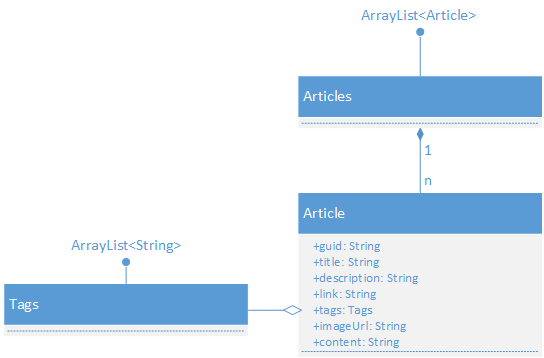 ArrayList<Article>
Articles
1
n
Article
+guid: String
+title: String
+description: String
+link: String
+tags: Tags
+imageUrl: String
+content: String
ArrayList<String>
Tags